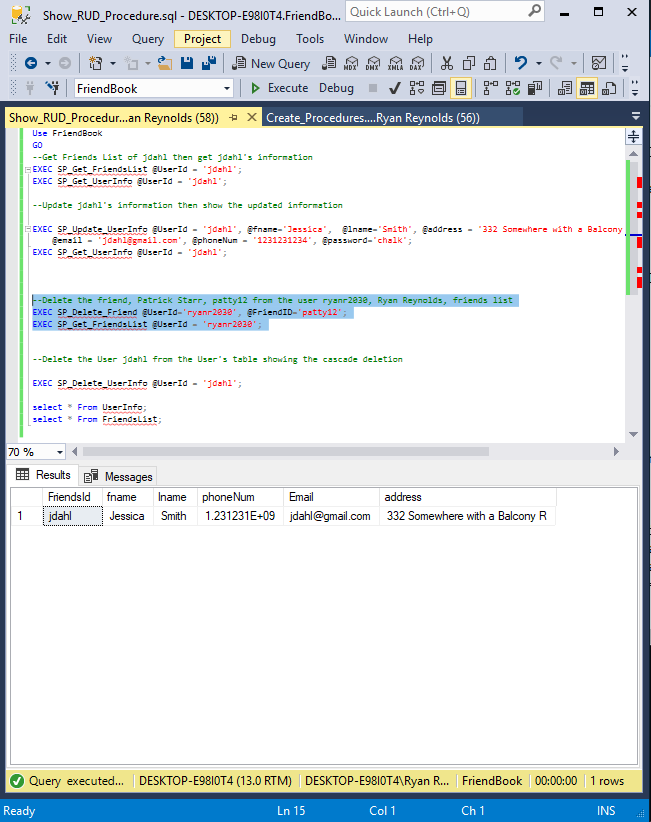 Show_RUD_Procedure.sql - DESKTOP-E98I0T4.FriendBo...
Quick Launch (Ctrl+Q)
File Edit View Query Project Debug Tools Window Help
New Query MDX DMX XMLA DAX
FriendBook Execute Debug
Show_RUD_Procedur...an Reynolds (58)) Create_Procedures....Ryan Reynolds (56))
Use FriendBook
GO
--Get Friends List of jdahl then get jdahl's information
EXEC SP_Get_FriendsList @UserId = 'jdahl';
EXEC SP_Get_UserInfo @UserId = 'jdahl';
--Update jdahl's information then show the updated information
EXEC SP_Update_UserInfo @UserId = 'jdahl', @fname='Jessica', @lname='Smith', @address = '332 Somewhere with a Balcony
@email = 'jdahl@gmail.com', @phoneNum = '1231231234', @password='chalk';
EXEC SP_Get_UserInfo @UserId = 'jdahl';
--Delete the friend, Patrick Starr, patty12 from the user ryanr2030, Ryan Reynolds, friends list
EXEC SP_Delete_Friend @UserId='ryanr2030', @FriendID='patty12';
EXEC SP_Get_FriendsList @UserId = 'ryanr2030';
--Delete the User jdahl from the User's table showing the cascade deletion
EXEC SP_Delete_UserInfo @UserId = 'jdahl';
select * From UserInfo;
select * From FriendsList;
70 %
Results Messages
FriendsId fname lname phoneNum Email address
1 jdahl Jessica Smith 1.231231E+09 jdahl@gmail.com 332 Somewhere with a Balcony R
Query executed... DESKTOP-E98I0T4 (13.0 RTM) DESKTOP-E98I0T4\Ryan R... FriendBook 00:00:00 1 rows
Ready Ln 15 Col 1 Ch 1 INS